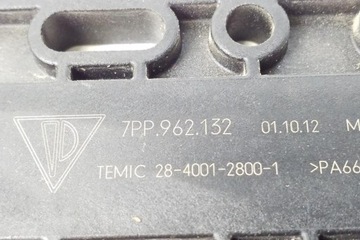 7PP.962.132 01.10.12 M
TEMIC 28-4001-2800-1 >PA66